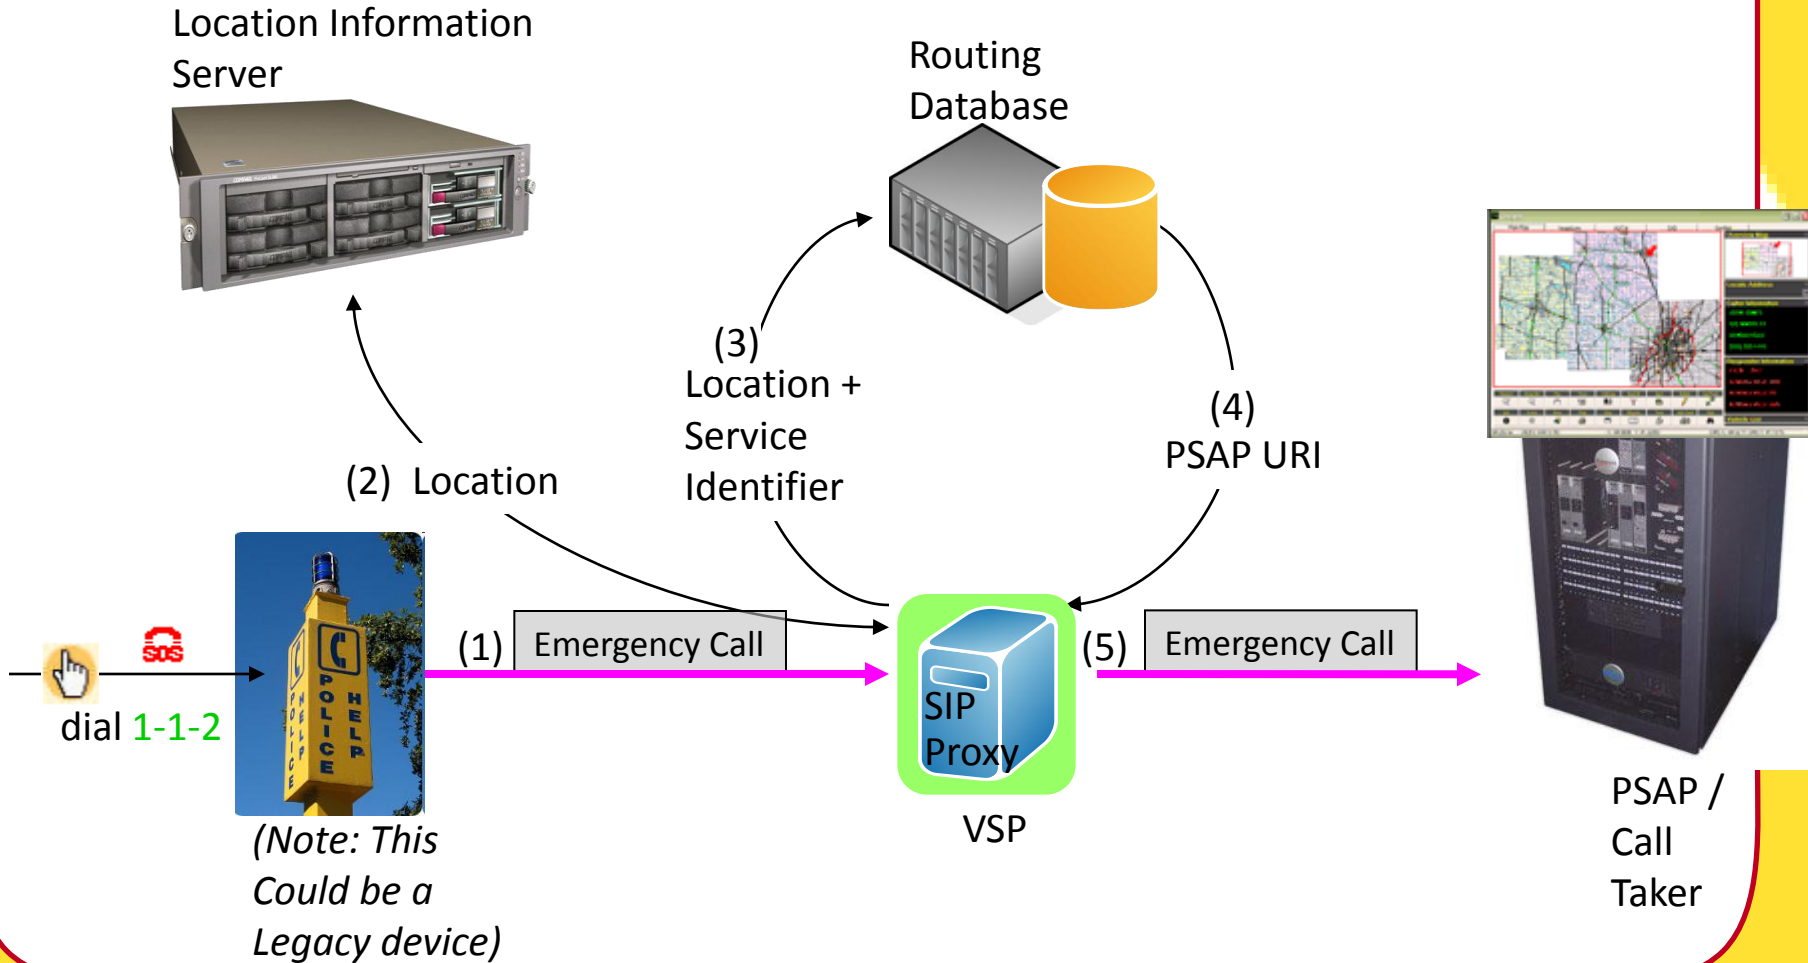 Location Information
Server
Routing
Database
(3)
Location +
Service
Identifier
(4)
PSAP URI
(2) Location
SOS
dial 1-1-2
POLICE
HELP
POLICE
HELP
(1)
Emergency Call
SIP
Proxy
VSP
(5)
Emergency Call
(Note: This
Could be a
Legacy device)
PSAP /
Call
Taker